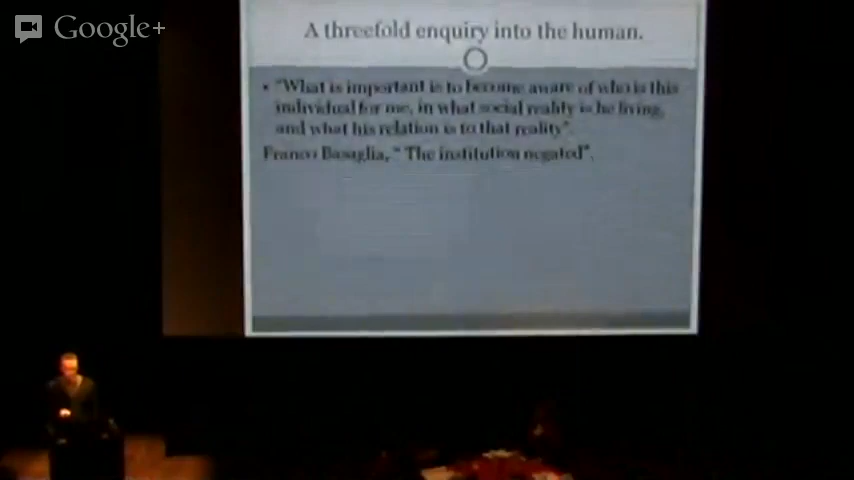 Google+
A threefold enquiry into the human.
• "What is important is to become aware of who is this
individual for me, in what social reality is he living,
and what his relation is to that reality".
Franco Basaglia, " The institution negated".